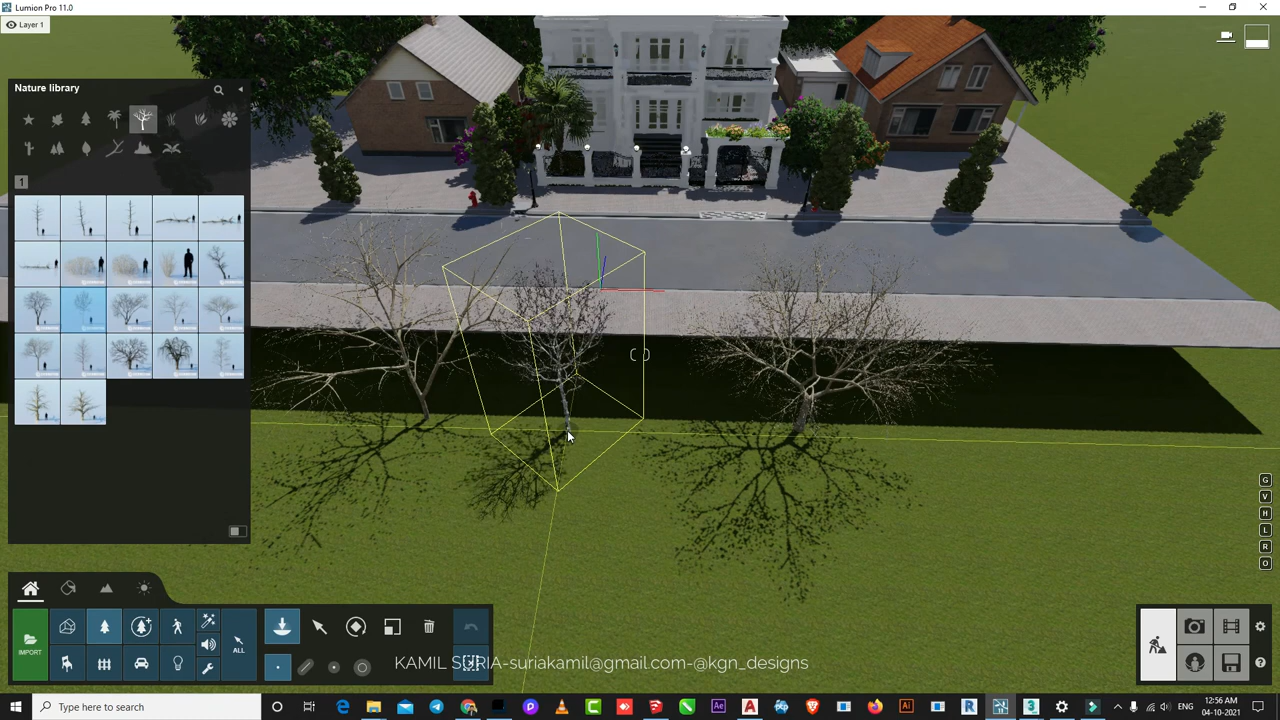 Lumion Pro 11.0
Layer 1
Nature library
1
G
V
H
L
R
O
IMPORT
ALL
KAMIL SURIA-suriakamil@gmail.com-@kgn_designs
Type here to search
ENG
12:56 AM
04-10-2021